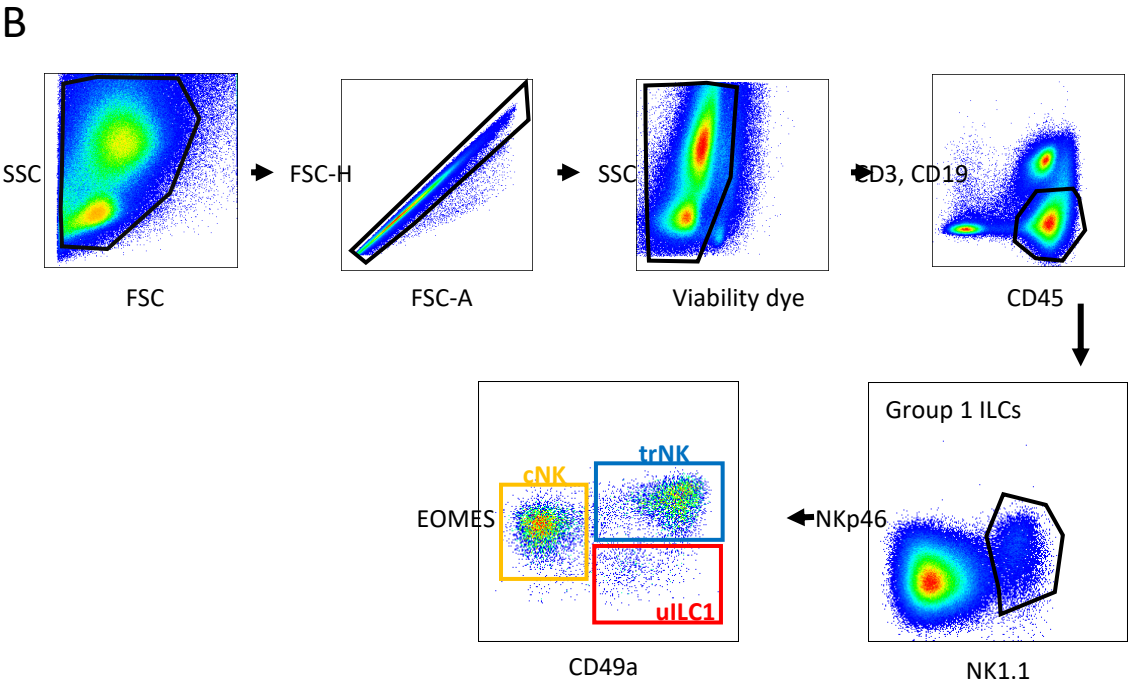 B
SSC
FSC
FSC-H
FSC-A
SSC
Viability dye
CD3, CD19
CD45
Group 1 ILCs
NKp46
NK1.1
trNK
cNK
EOMES
uILC1
CD49a